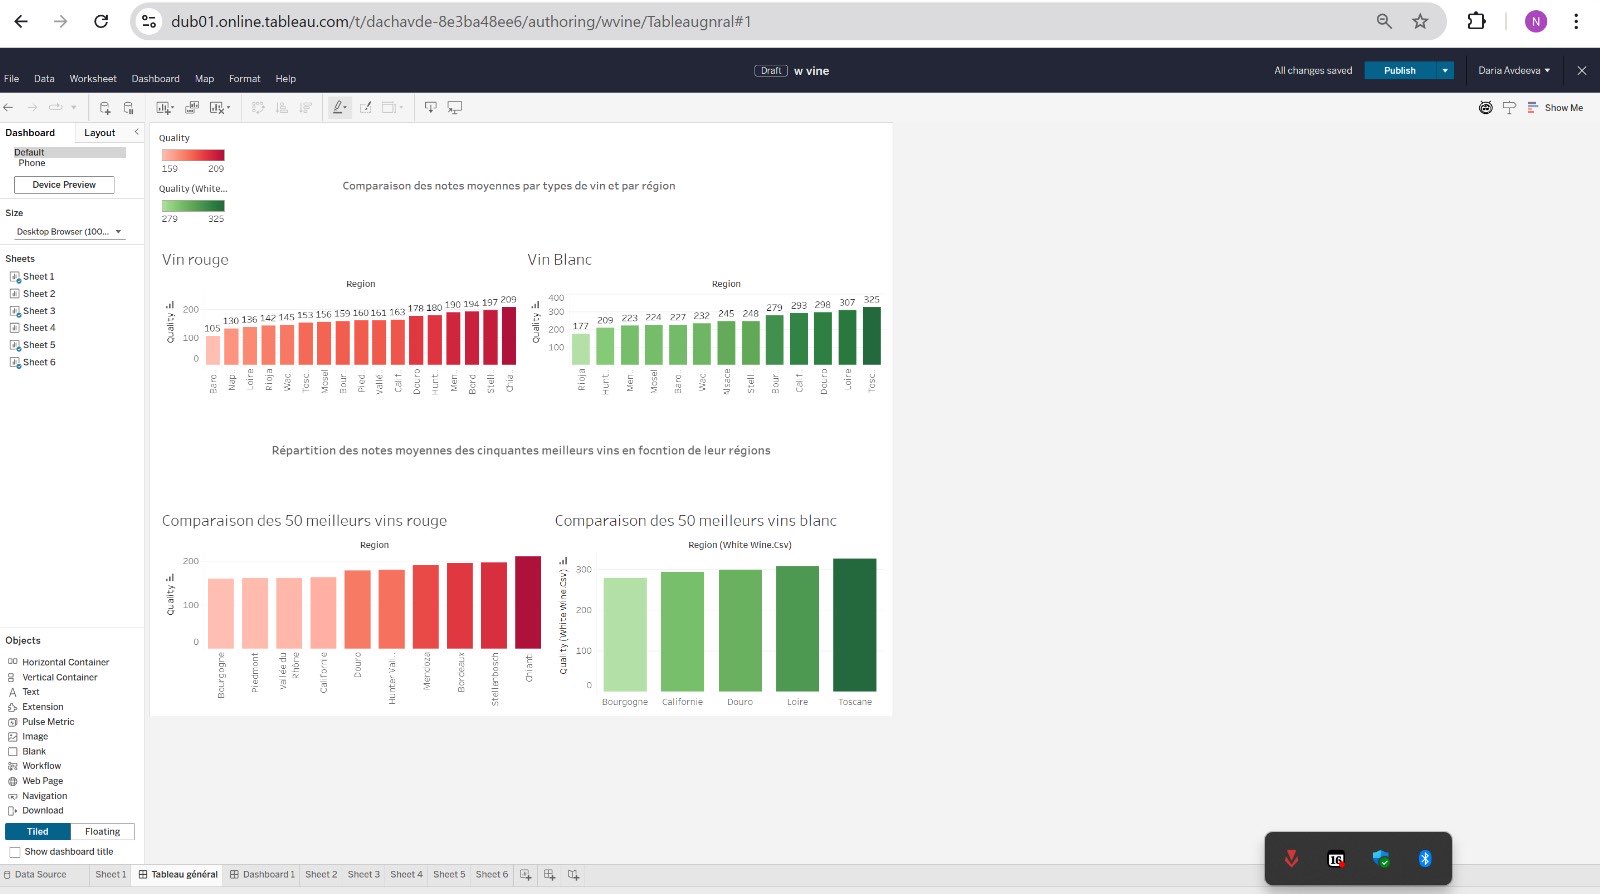 dub01.online.tableau.com/t/dachavde-8e3ba48ee6/authoring/wvine/Tableaugnral#1
N
File Data Worksheet Dashboard Map Format Help
Draft w vine
All changes saved Publish Daria Avdeeva
Show Me
Dashboard Layout
Default
Phone
Device Preview
Size
Desktop Browser (100...
Sheets
Sheet 1
Sheet 2
Sheet 3
Sheet 4
Sheet 5
Sheet 6
Objects
Horizontal Container
Vertical Container
Text
Extension
Pulse Metric
Image
Blank
Workflow
Web Page
Navigation
Download
Tiled Floating
Show dashboard title
Quality
159 209
Quality (White...
279 325
Comparaison des notes moyennes par types de vin et par région
Vin rouge
Region
Quality
200
100
0
105 130 136 142 145 153 156 159 160 161 163 178 180 190 194 197 209
Baro.. Nap.. Loire Rioja Wac.. Tosc.. Mosel Bour.. Pied.. Vallé.. Calif.. Douro Hunt.. Men.. Bord.. Stell.. Chia..
Vin Blanc
Region
Quality
400
300
200
100
177 209 223 224 227 232 245 248 279 293 298 307 325
Rioja Hunt.. Men.. Mosel Baro.. Wac.. Alsace Stell.. Bour.. Calif.. Douro Loire Tosc..
Répartition des notes moyennes des cinquantes meilleurs vins en focntion de leur régions
Comparaison des 50 meilleurs vins rouge
Region
Quality
200
100
0
Bourgogne Piedmont Vallée du Rhône Californie Douro Hunter Val... Mendoza Bordeaux Stellenbosch Chianti
Comparaison des 50 meilleurs vins blanc
Region (White Wine.Csv)
Quality (White Wine.Csv)
300
200
100
0
Bourgogne Californie Douro Loire Toscane
16
Data Source Sheet 1 Tableau général Dashboard 1 Sheet 2 Sheet 3 Sheet 4 Sheet 5 Sheet 6